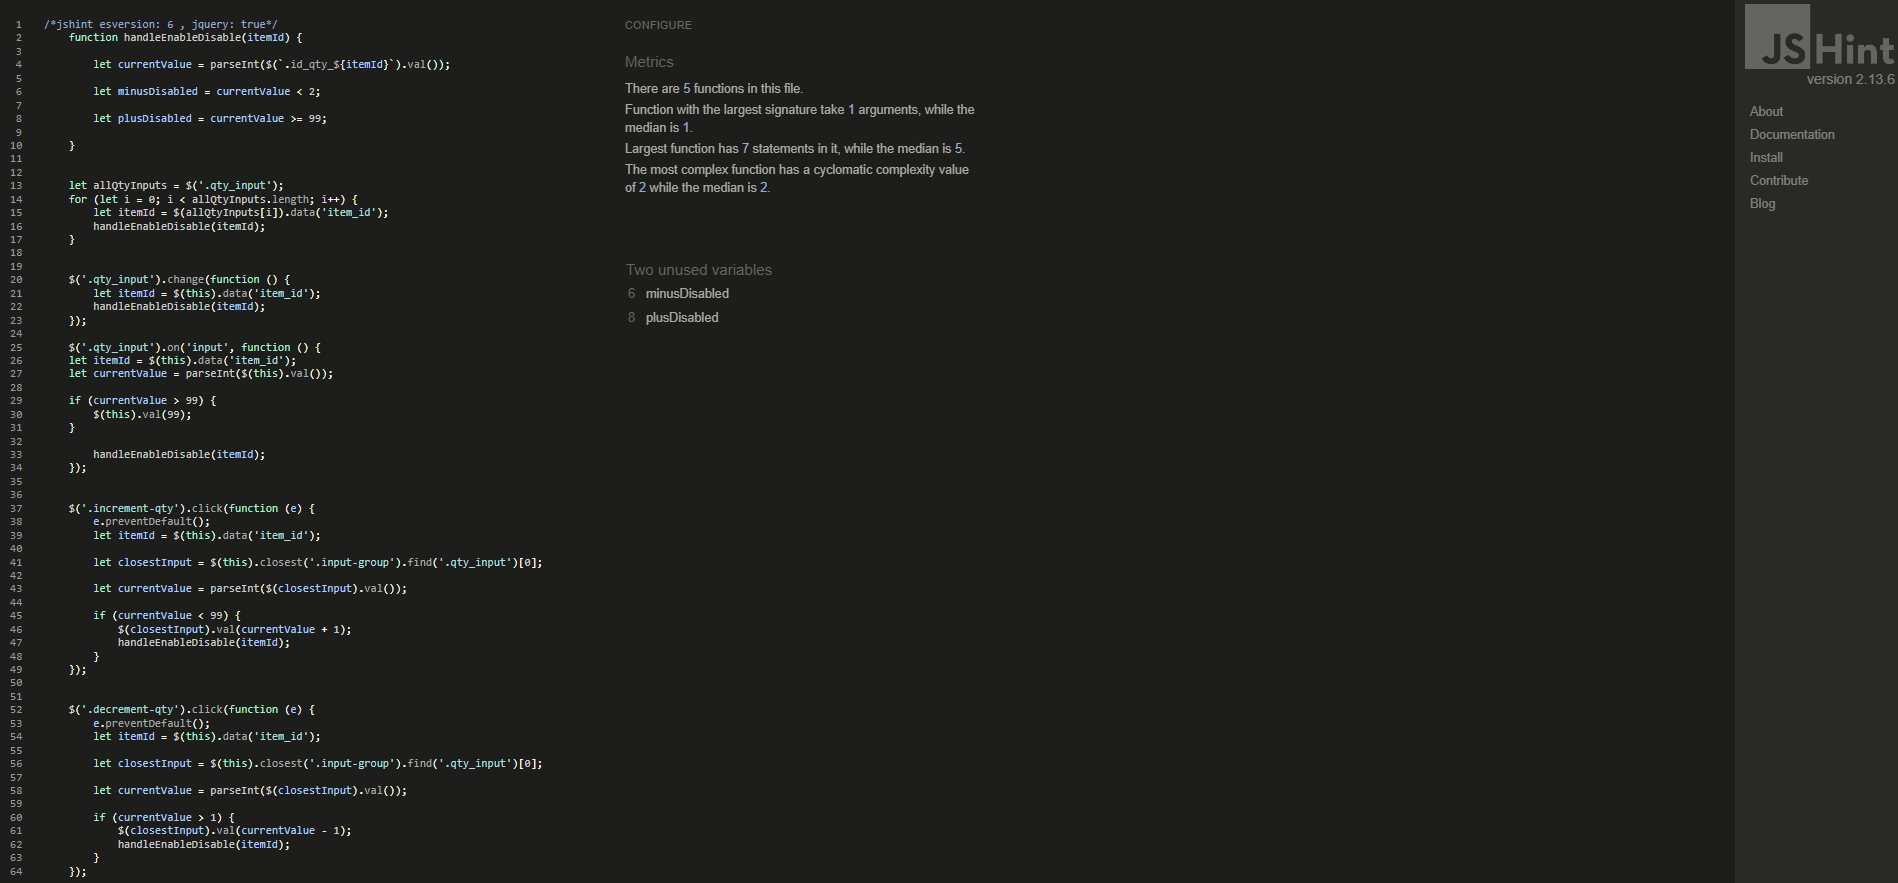 1 /*jshint esversion: 6 , jquery: true*/
2 function handleEnableDisable(itemId) {
3
4 let currentValue = parseInt($(`.id_qty_${itemId}`).val());
5
6 let minusDisabled = currentValue < 2;
7
8 let plusDisabled = currentValue >= 99;
9
10 }
11
12
13 let allQtyInputs = $('.qty_input');
14 for (let i = 0; i < allQtyInputs.length; i++) {
15 let itemId = $(allQtyInputs[i]).data('item_id');
16 handleEnableDisable(itemId);
17 }
18
19
20 $('.qty_input').change(function () {
21 let itemId = $(this).data('item_id');
22 handleEnableDisable(itemId);
23 });
24
25 $('.qty_input').on('input', function () {
26 let itemId = $(this).data('item_id');
27 let currentValue = parseInt($(this).val());
28
29 if (currentValue > 99) {
30 $(this).val(99);
31 }
32
33 handleEnableDisable(itemId);
34 });
35
36
37 $('.increment-qty').click(function (e) {
38 e.preventDefault();
39 let itemId = $(this).data('item_id');
40
41 let closestInput = $(this).closest('.input-group').find('.qty_input')[0];
42
43 let currentValue = parseInt($(closestInput).val());
44
45 if (currentValue < 99) {
46 $(closestInput).val(currentValue + 1);
47 handleEnableDisable(itemId);
48 }
49 });
50
51
52 $('.decrement-qty').click(function (e) {
53 e.preventDefault();
54 let itemId = $(this).data('item_id');
55
56 let closestInput = $(this).closest('.input-group').find('.qty_input')[0];
57
58 let currentValue = parseInt($(closestInput).val());
59
60 if (currentValue > 1) {
61 $(closestInput).val(currentValue - 1);
62 handleEnableDisable(itemId);
63 }
64 });
CONFIGURE
Metrics
There are 5 functions in this file.
Function with the largest signature take 1 arguments, while the
median is 1.
Largest function has 7 statements in it, while the median is 5.
The most complex function has a cyclomatic complexity value
of 2 while the median is 2.
Two unused variables
6 minusDisabled
8 plusDisabled
JSHint
version 2.13.6
About
Documentation
Install
Contribute
Blog